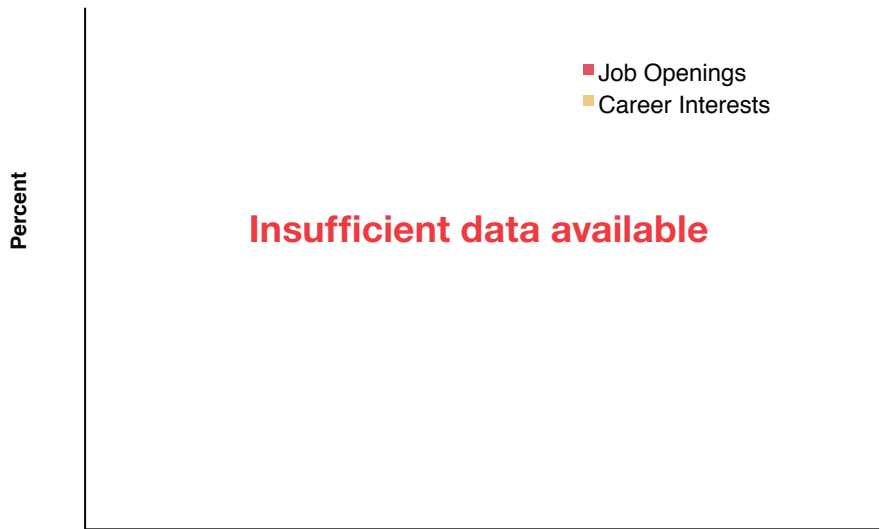 Job Openings
Career Interests
Percent
Insufficient data available